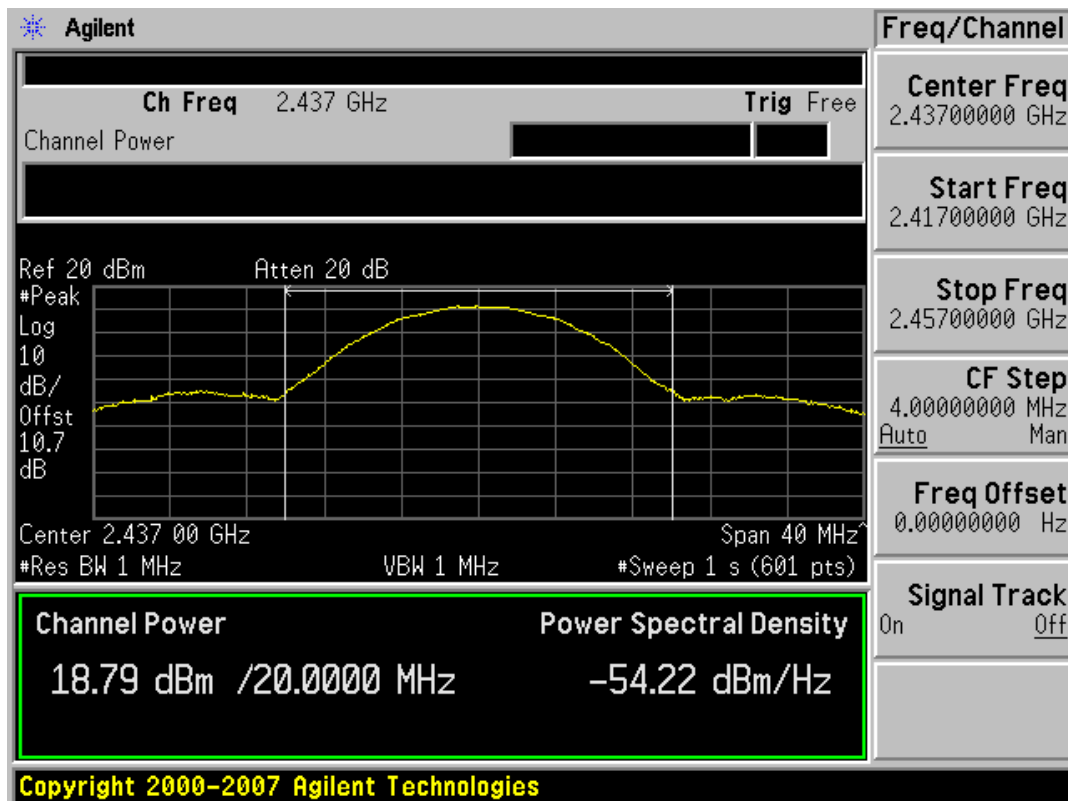 Agilent
Freq/Channel
Ch Freq 2.437 GHz Trig Free
Channel Power
Ref 20 dBm Atten 20 dB
#Peak
Log
10
dB/
Offst
10.7
dB
Center 2.437 00 GHz Span 40 MHz^
#Res BW 1 MHz VBW 1 MHz #Sweep 1 s (601 pts)
Channel Power Power Spectral Density
18.79 dBm /20.0000 MHz -54.22 dBm/Hz
Center Freq
2.43700000 GHz
Start Freq
2.41700000 GHz
Stop Freq
2.45700000 GHz
CF Step
4.00000000 MHz
Auto Man
Freq Offset
0.00000000 Hz
Signal Track
On Off
Copyright 2000-2007 Agilent Technologies